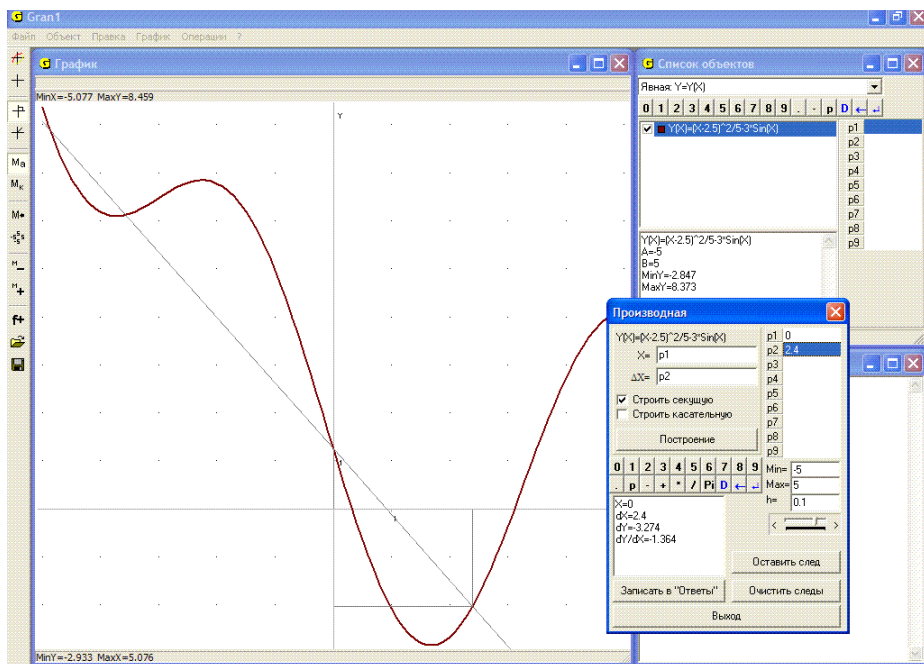 Gran1
Файл Объект Правка График Операции ?
График
MinX=-5.077 MaxY=8.459
Y
1
1
MinY=-2.933 MaxX=5.076
Список объектов
Явная: Y=Y(X)
0 1 2 3 4 5 6 7 8 9 . - p D ← ↵
Y(X)=(X-2.5)^2/5-3*Sin(X)
p1
p2
p3
p4
p5
p6
p7
p8
p9
Y(X)=(X-2.5)^2/5-3*Sin(X)
A=-5
B=5
MinY=-2.847
MaxY=8.373
Производная
Y(X)=(X-2.5)^2/5-3*Sin(X)
X= p1
ΔX= p2
Строить секущую
Строить касательную
Построение
p1 0
p2 2.4
p3
p4
p5
p6
p7
p8
p9
0 1 2 3 4 5 6 7 8 9
. p - + * / Pi D ← ↵
Min= -5
Max= 5
h= 0.1
< >
X=0
dX=2.4
dY=-3.274
dY/dX=-1.364
Оставить след
Записать в "Ответы"
Очистить следы
Выход
Ma
Mк
M
M
M
f+